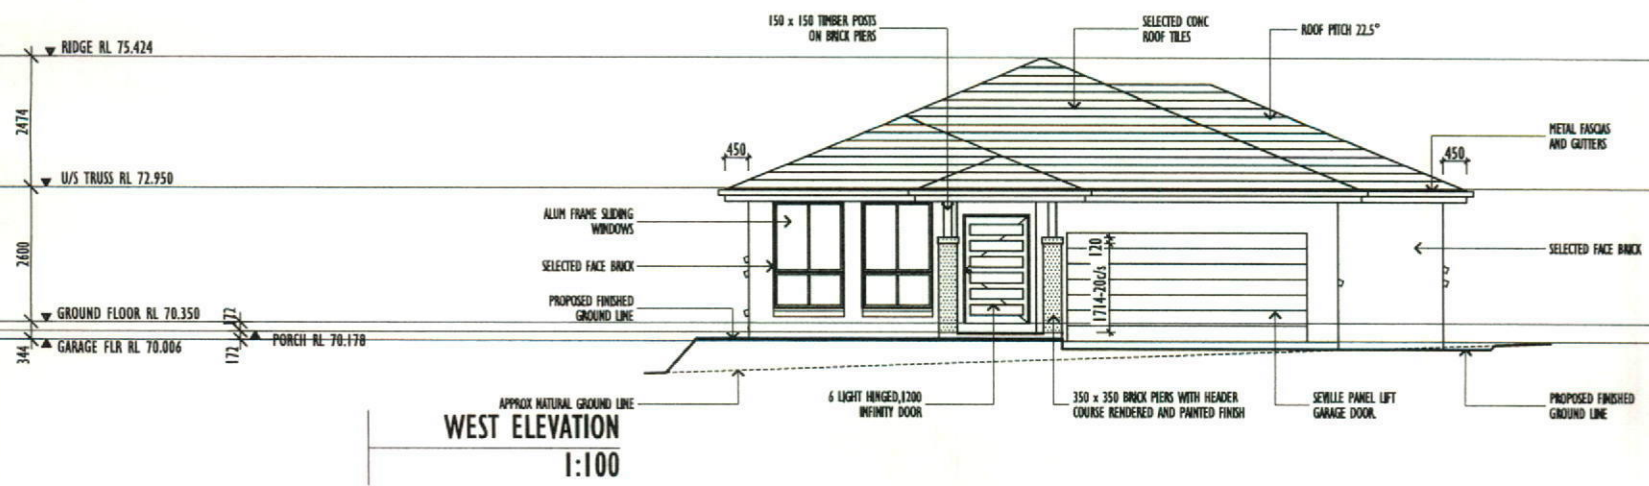 150 x 150 TIMBER POSTS
ON BRICK PIERS
SELECTED CONC
ROOF TILES
ROOF PITCH 22.5°
RIDGE RL 75.424
2474
METAL FASCIAS
AND GUTTERS
450
450
U/S TRUSS RL 72.950
ALUM FRAME SLIDING
WINDOWS
2600
120
SELECTED FACE BRICK
SELECTED FACE BRICK
1714-20c/s
PROPOSED FINISHED
GROUND LINE
GROUND FLOOR RL 70.350
172
PORCH RL 70.178
344
GARAGE FLR RL 70.006
172
APPROX NATURAL GROUND LINE
6 LIGHT HINGED,1200
INFINITY DOOR
350 x 350 BRICK PIERS WITH HEADER
COURSE RENDERED AND PAINTED FINISH
SEVILLE PANEL LIFT
GARAGE DOOR.
PROPOSED FINISHED
GROUND LINE
WEST ELEVATION
1:100